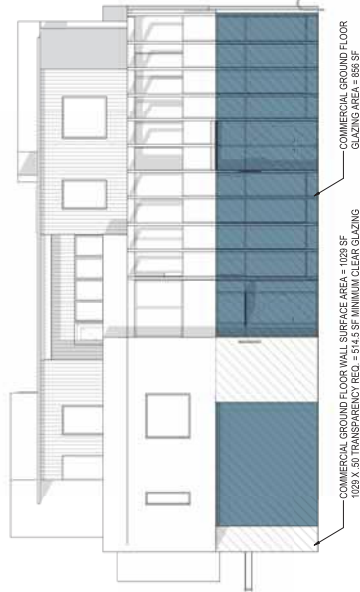 COMMERCIAL GROUND FLOOR WALL SURFACE AREA = 1029 SF
1029 X .50 TRANSPARENCY REQ. = 514.5 SF MINIMUM CLEAR GLAZING
COMMERCIAL GROUND FLOOR
GLAZING AREA = 856 SF